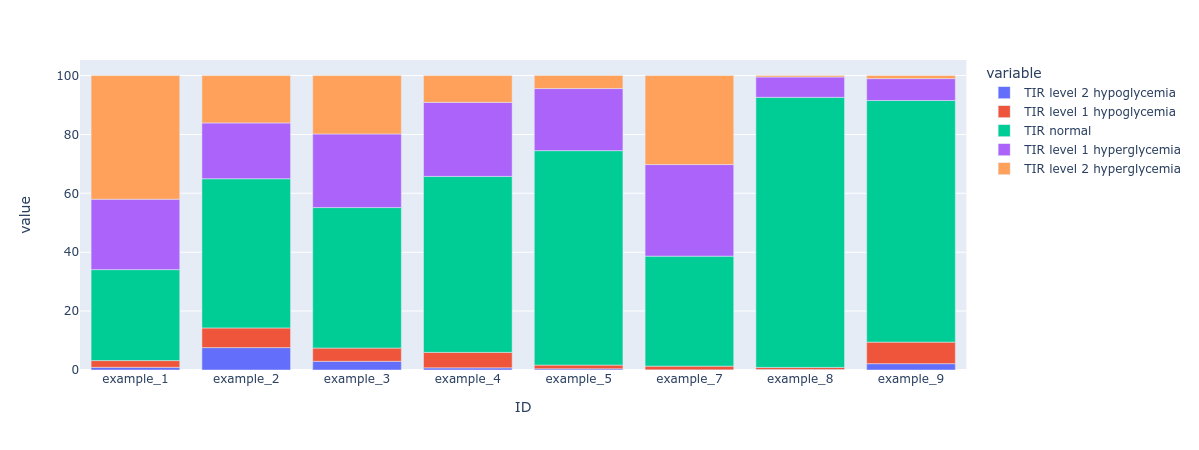 variable
TIR level 2 hypoglycemia
TIR level 1 hypoglycemia
TIR normal
TIR level 1 hyperglycemia
TIR level 2 hyperglycemia
value
100
80
60
40
20
0
example_1 example_2 example_3 example_4 example_5 example_7 example_8 example_9
ID